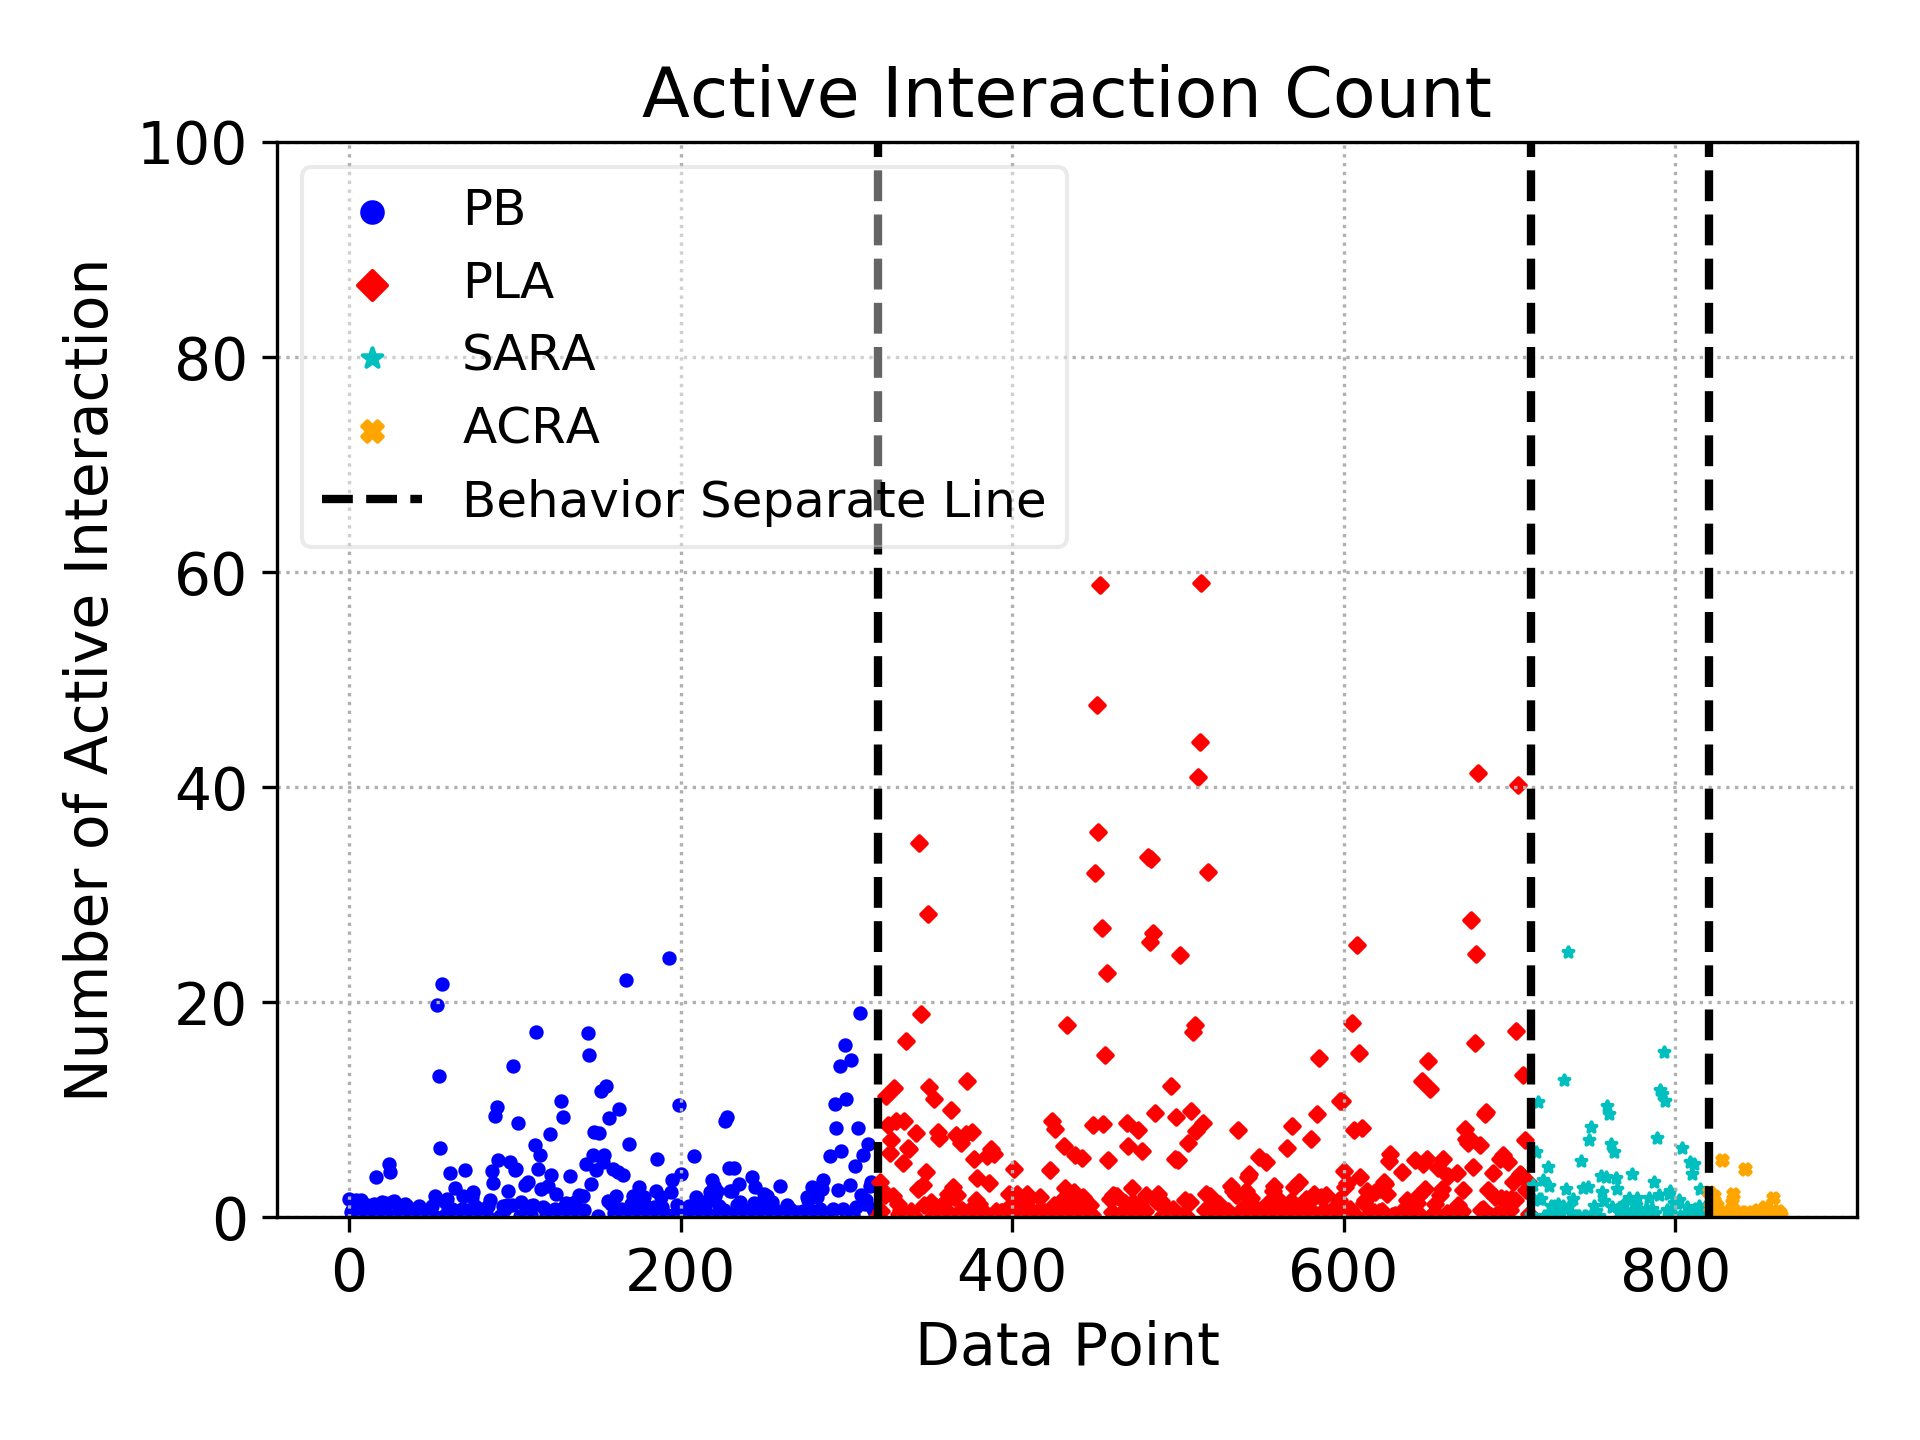 Active Interaction Count
Number of Active Interaction
100
80
60
40
20
0
PB
PLA
SARA
ACRA
Behavior Separate Line
0 200 400 600 800
Data Point